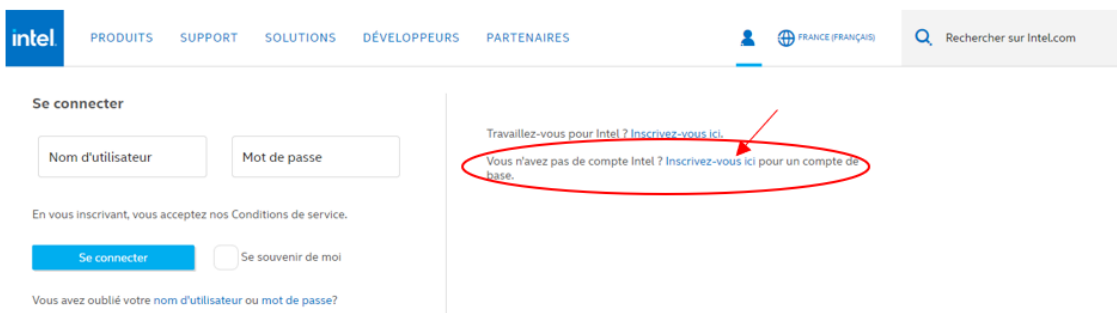 intel. PRODUITS SUPPORT SOLUTIONS DÉVELOPPEURS PARTENAIRES FRANCE (FRANÇAIS) Rechercher sur Intel.com
Se connecter
Nom d'utilisateur Mot de passe
En vous inscrivant, vous acceptez nos Conditions de service.
Se connecter Se souvenir de moi
Vous avez oublié votre nom d'utilisateur ou mot de passe?
Travaillez-vous pour Intel ? Inscrivez-vous ici.
Vous n'avez pas de compte Intel ? Inscrivez-vous ici pour un compte de
base.